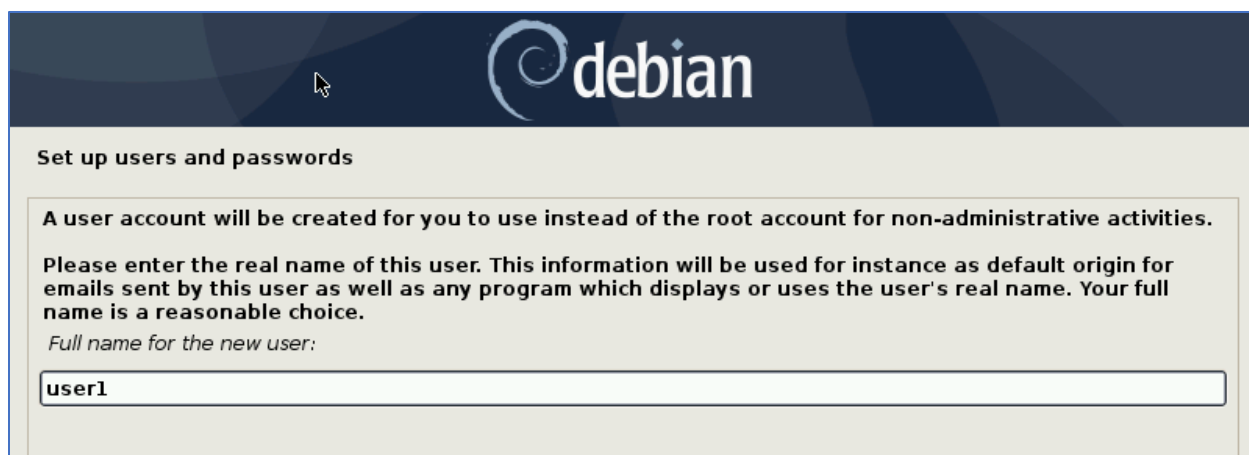 debian
Set up users and passwords
A user account will be created for you to use instead of the root account for non-administrative activities.
Please enter the real name of this user. This information will be used for instance as default origin for
emails sent by this user as well as any program which displays or uses the user's real name. Your full
name is a reasonable choice.
Full name for the new user:
user1